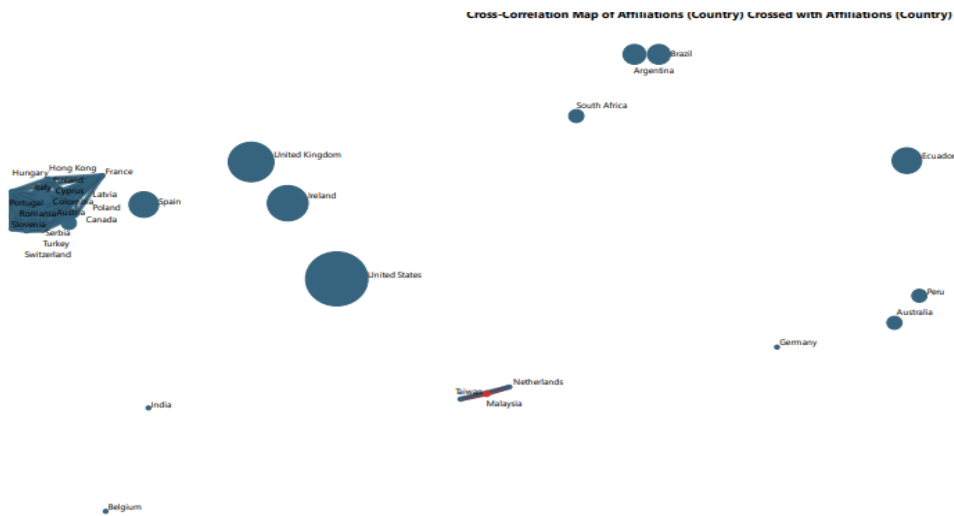 Cross-Correlation Map of Affiliations (Country) Crossed with Affiliations (Country)
Brazil
Argentina
South Africa
United Kingdom
Ecuador
Hong Kong
Hungary
France
Finland
Italy
Cyprus
Latvia
Portugal
Colombia
Poland
Spain
Ireland
Romania
Austria
Canada
Slovenia
Serbia
Turkey
Switzerland
United States
Peru
Australia
Germany
Netherlands
Taiwan
Malaysia
India
Belgium